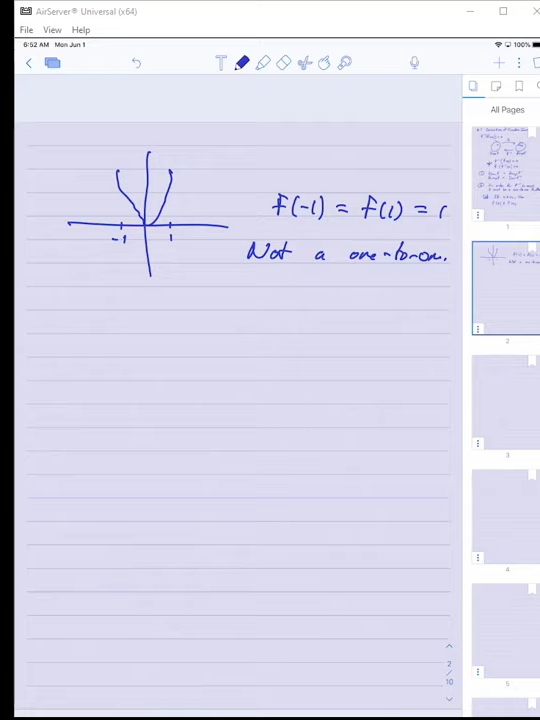 AirServer® Universal (x64)
File View Help
6:52 AM Mon Jun 1
100%
All Pages
F(-1) = F(1) = 1
-1 1
Not a one-to-one.
1
2
3
4
5
2
/
10